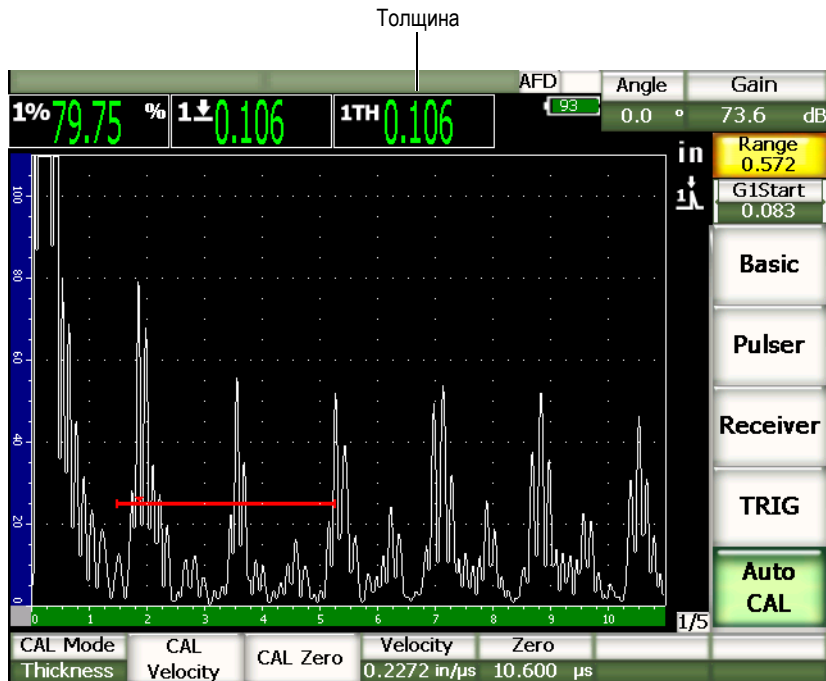 Толщина
AFD
Angle
Gain
1% 79.75 %
1 0.106
1TH 0.106
93
0.0 °
73.6 dB
in
Range
0.572
1
G1Start
0.083
100
80
60
40
20
0
0 1 2 3 4 5 6 7 8 9 10
1/5
Basic
Pulser
Receiver
TRIG
Auto
CAL
CAL Mode
Thickness
CAL
Velocity
CAL Zero
Velocity
0.2272 in/µs
Zero
10.600 µs